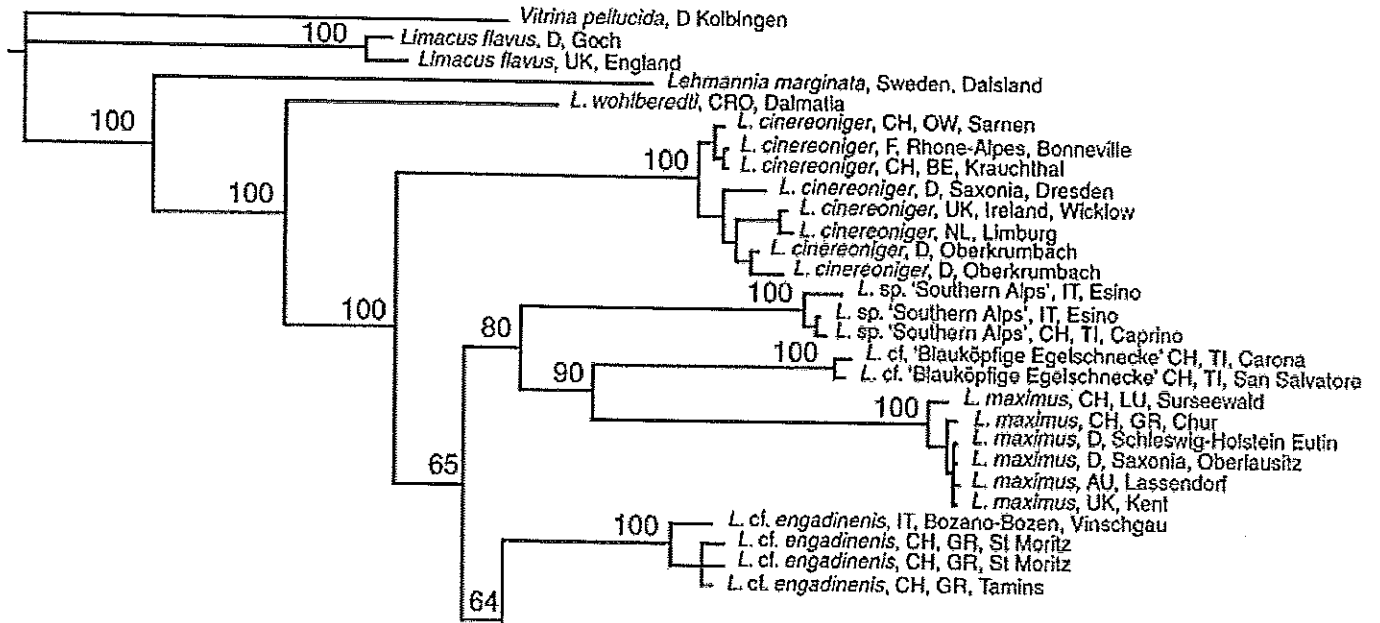 Vitrina pellucida, D Kolbingen
100
Limacus flavus, D, Goch
Limacus flavus, UK, England
Lehmannia marginata, Sweden, Dalsland
100
L. wohlberedti, CRO, Dalmatia
L. cinereoniger, CH, OW, Sarnen
L. cinereoniger, F, Rhone-Alpes, Bonneville
100
L. cinereoniger, CH, BE, Krauchthal
L. cinereoniger, D, Saxonia, Dresden
100
L. cinereoniger, UK, Ireland, Wicklow
L. cinereoniger, NL, Limburg
L. cinereoniger, D, Oberkrumbach
L. cinereoniger, D, Oberkrumbach
100
L. sp. 'Southern Alps', IT, Esino
100
L. sp. 'Southern Alps', IT, Esino
80
L. sp. 'Southern Alps', CH, TI, Caprino
100
L. cf. 'Blauköpfige Egelschnecke' CH, TI, Carona
90
L. cf. 'Blauköpfige Egelschnecke' CH, TI, San Salvatore
100
L. maximus, CH, LU, Surseewald
L. maximus, CH, GR, Chur
L. maximus, D, Schleswig-Holstein Eutin
65
L. maximus, D, Saxonia, Oberlausitz
L. maximus, AU, Lassendorf
L. maximus, UK, Kent
100
L. cf. engadinenis, IT, Bozano-Bozen, Vinschgau
L. cf. engadinenis, CH, GR, St Moritz
L. cf. engadinenis, CH, GR, St Moritz
L. cf. engadinenis, CH, GR, Tamins
64